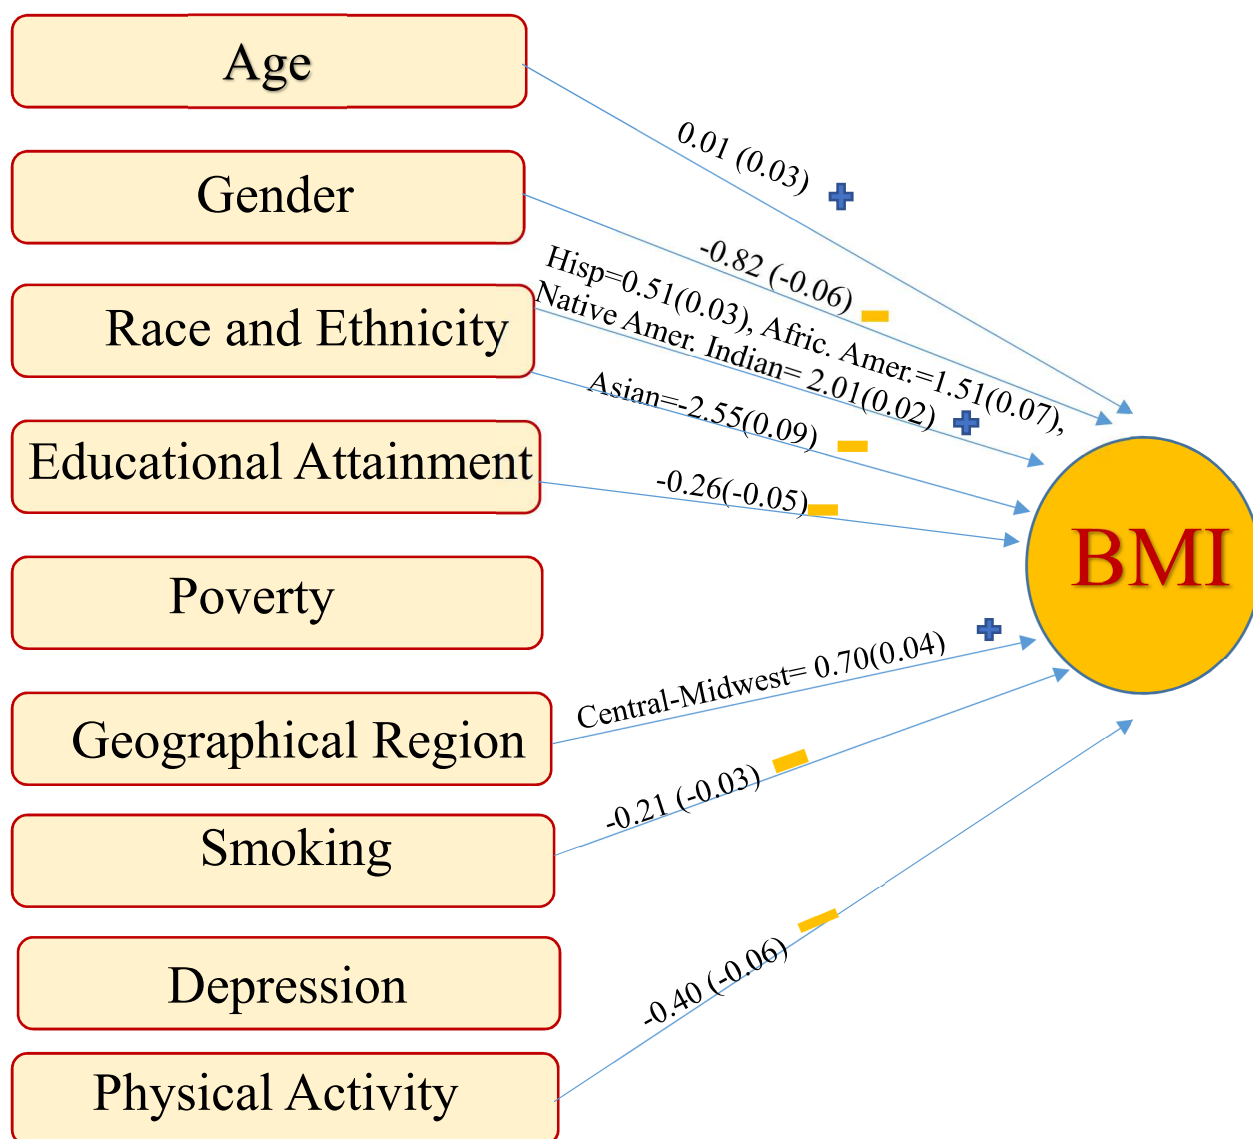 Age
0.01 (0.03)
Gender
-0.82 (-0.06)
Hisp=0.51(0.03), Afric. Amer.=1.51(0.07),
Native Amer. Indian= 2.01(0.02)
Race and Ethnicity
Asian=-2.55(0.09)
Educational Attainment
-0.26(-0.05)
BMI
Poverty
Central-Midwest= 0.70(0.04)
Geographical Region
-0.21 (-0.03)
Smoking
Depression
-0.40 (-0.06)
Physical Activity